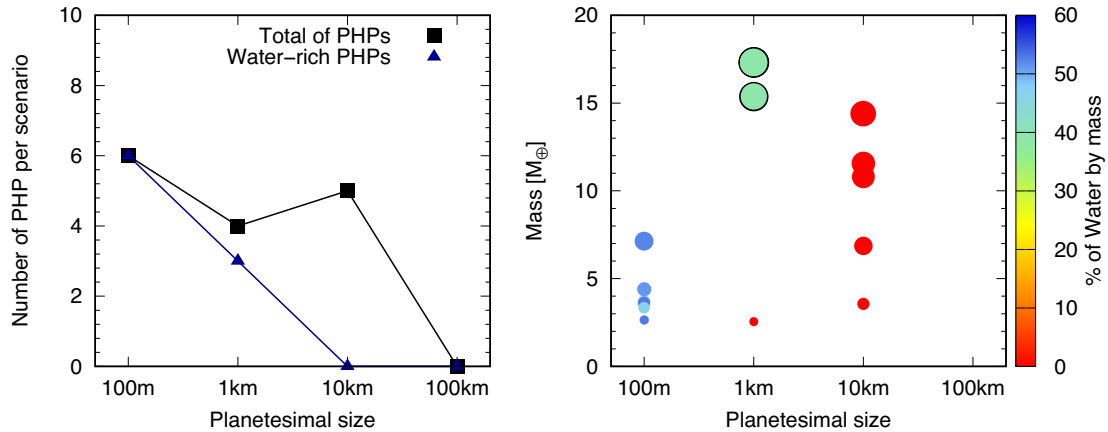 Number of PHP per scenario
10
8
6
4
2
0
Total of PHPs
Water−rich PHPs
100m
1km
10km
100km
Planetesimal size
Mass [M⊕]
20
15
10
5
0
100m
1km
10km
100km
Planetesimal size
60
50
40
30
20
10
0
% of Water by mass